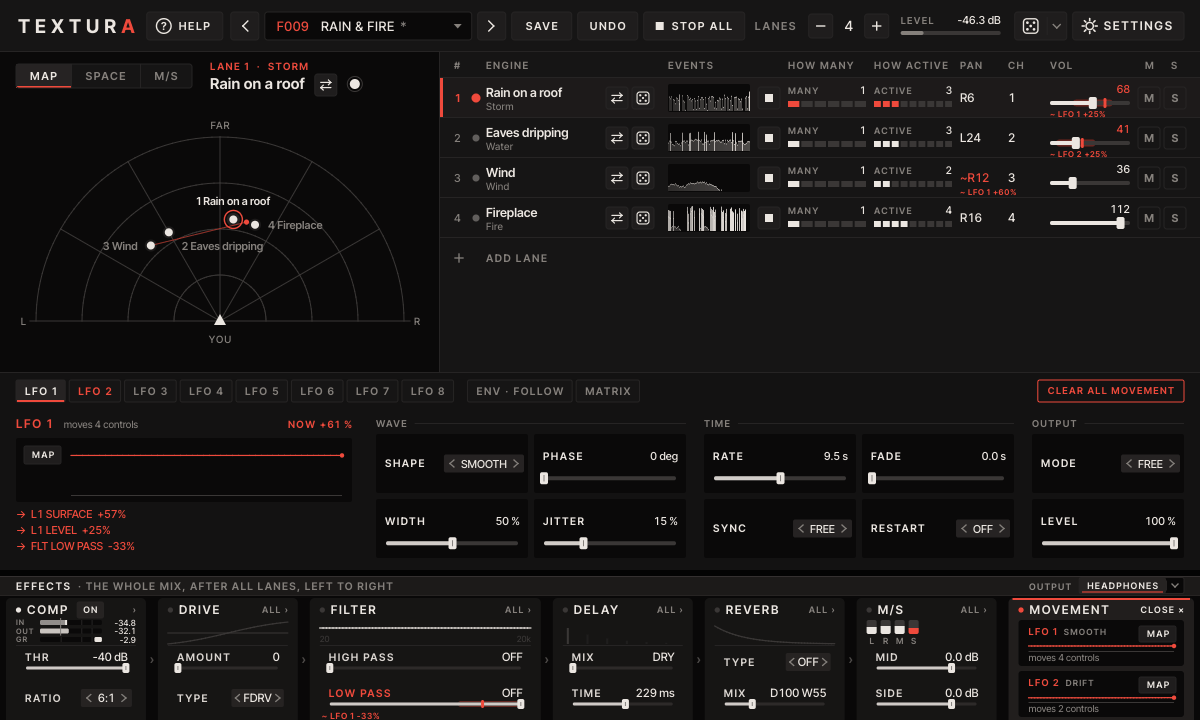 TEXTURA HELP F009 RAIN & FIRE * SAVE UNDO STOP ALL LANES 4 LEVEL -46.3 dB SETTINGS
MAP SPACE M/S
LANE 1 · STORM
Rain on a roof
FAR
1 Rain on a roof
4 Fireplace
3 Wind
2 Eaves dripping
L
R
YOU
# ENGINE EVENTS HOW MANY HOW ACTIVE PAN CH VOL M S
1 Rain on a roof MANY 1 ACTIVE 3 R6 1 68 M S
Storm
~ LFO 1 +25%
2 Eaves dripping MANY 1 ACTIVE 3 L24 2 41 M S
Water
~ LFO 2 +25%
3 Wind MANY 1 ACTIVE 2 ~R12 3 36 M S
Wind
~ LFO 1 +60%
4 Fireplace MANY 1 ACTIVE 4 R16 4 112 M S
Fire
+ ADD LANE
LFO 1 LFO 2 LFO 3 LFO 4 LFO 5 LFO 6 LFO 7 LFO 8 ENV · FOLLOW MATRIX CLEAR ALL MOVEMENT
LFO 1 moves 4 controls NOW +61 %
MAP
→ L1 SURFACE +57%
→ L1 LEVEL +25%
→ FLT LOW PASS -33%
WAVE
SHAPE < SMOOTH >
PHASE 0 deg
WIDTH 50 %
JITTER 15 %
TIME
RATE 9.5 s
FADE 0.0 s
SYNC < FREE >
RESTART < OFF >
OUTPUT
MODE < FREE >
LEVEL 100 %
EFFECTS · THE WHOLE MIX, AFTER ALL LANES, LEFT TO RIGHT OUTPUT HEADPHONES
COMP ON ›
IN -34.8
OUT -32.1
GR -2.9
THR -40 dB
RATIO < 6:1 >
DRIVE ALL ›
AMOUNT 0
TYPE < FDRV >
FILTER ALL ›
20 20k
HIGH PASS OFF
LOW PASS OFF
~ LFO 1 -33%
DELAY ALL ›
MIX DRY
TIME 229 ms
REVERB ALL ›
TYPE < OFF >
MIX D100 W55
M/S ALL ›
L R M S
MID 0.0 dB
SIDE 0.0 dB
MOVEMENT CLOSE ×
LFO 1 SMOOTH MAP
moves 4 controls
LFO 2 DRIFT MAP
moves 2 controls